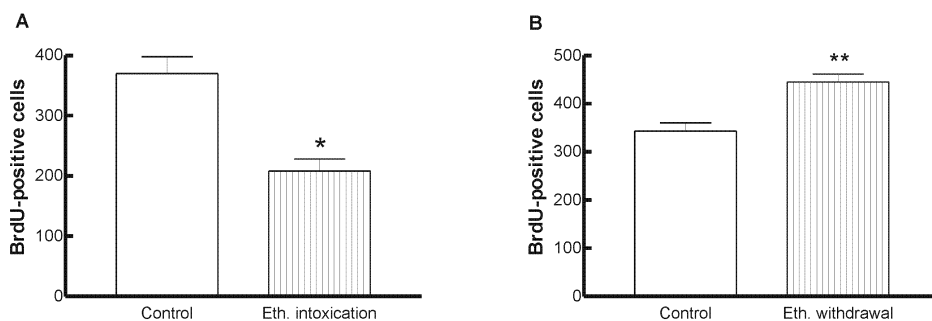 A
BrdU-positive cells
400
300
200
100
0
*
Control
Eth. intoxication
B
BrdU-positive cells
500
400
300
200
100
0
**
Control
Eth. withdrawal